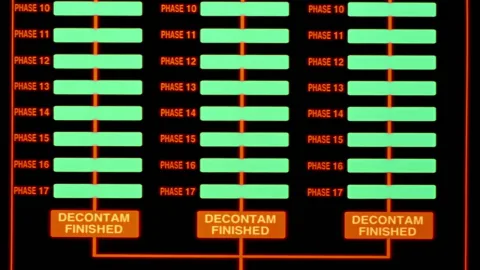 PHASE 10 PHASE 10 PHASE 10
PHASE 11 PHASE 11 PHASE 11
PHASE 12 PHASE 12 PHASE 12
PHASE 13 PHASE 13 PHASE 13
PHASE 14 PHASE 14 PHASE 14
PHASE 15 PHASE 15 PHASE 15
PHASE 16 PHASE 16 PHASE 16
PHASE 17 PHASE 17 PHASE 17
DECONTAM DECONTAM DECONTAM
FINISHED FINISHED FINISHED